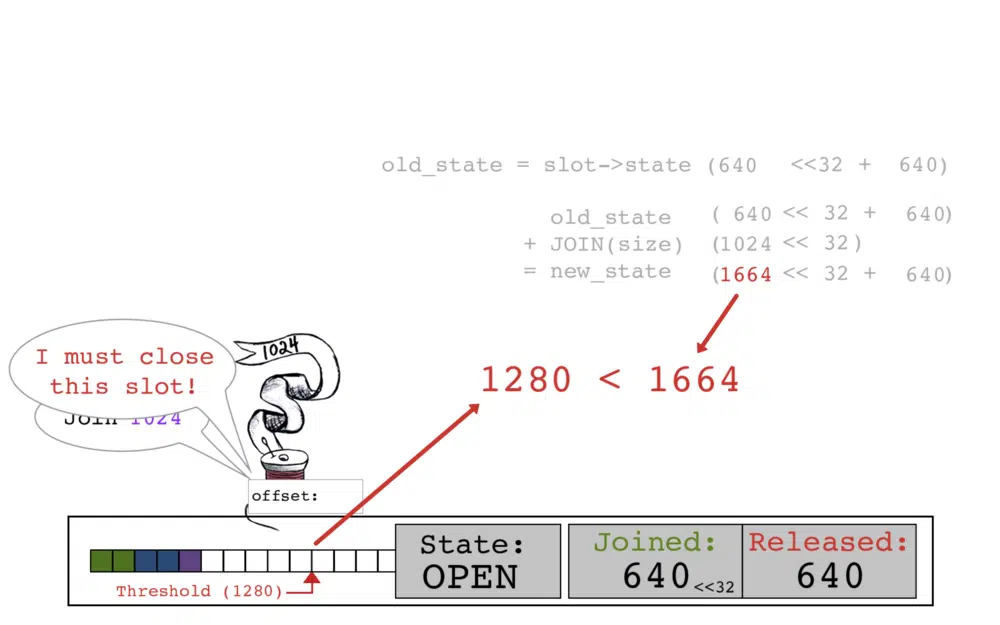 old_state = slot->state (640 <<32 + 640)
old_state ( 640 << 32 + 640)
+ JOIN(size) (1024 << 32)
= new_state (1664 << 32 + 640)
1024
I must close
this slot!
Join 1024
1280 < 1664
offset:
State:
OPEN
Joined:
640<<32
Released:
640
Threshold (1280)